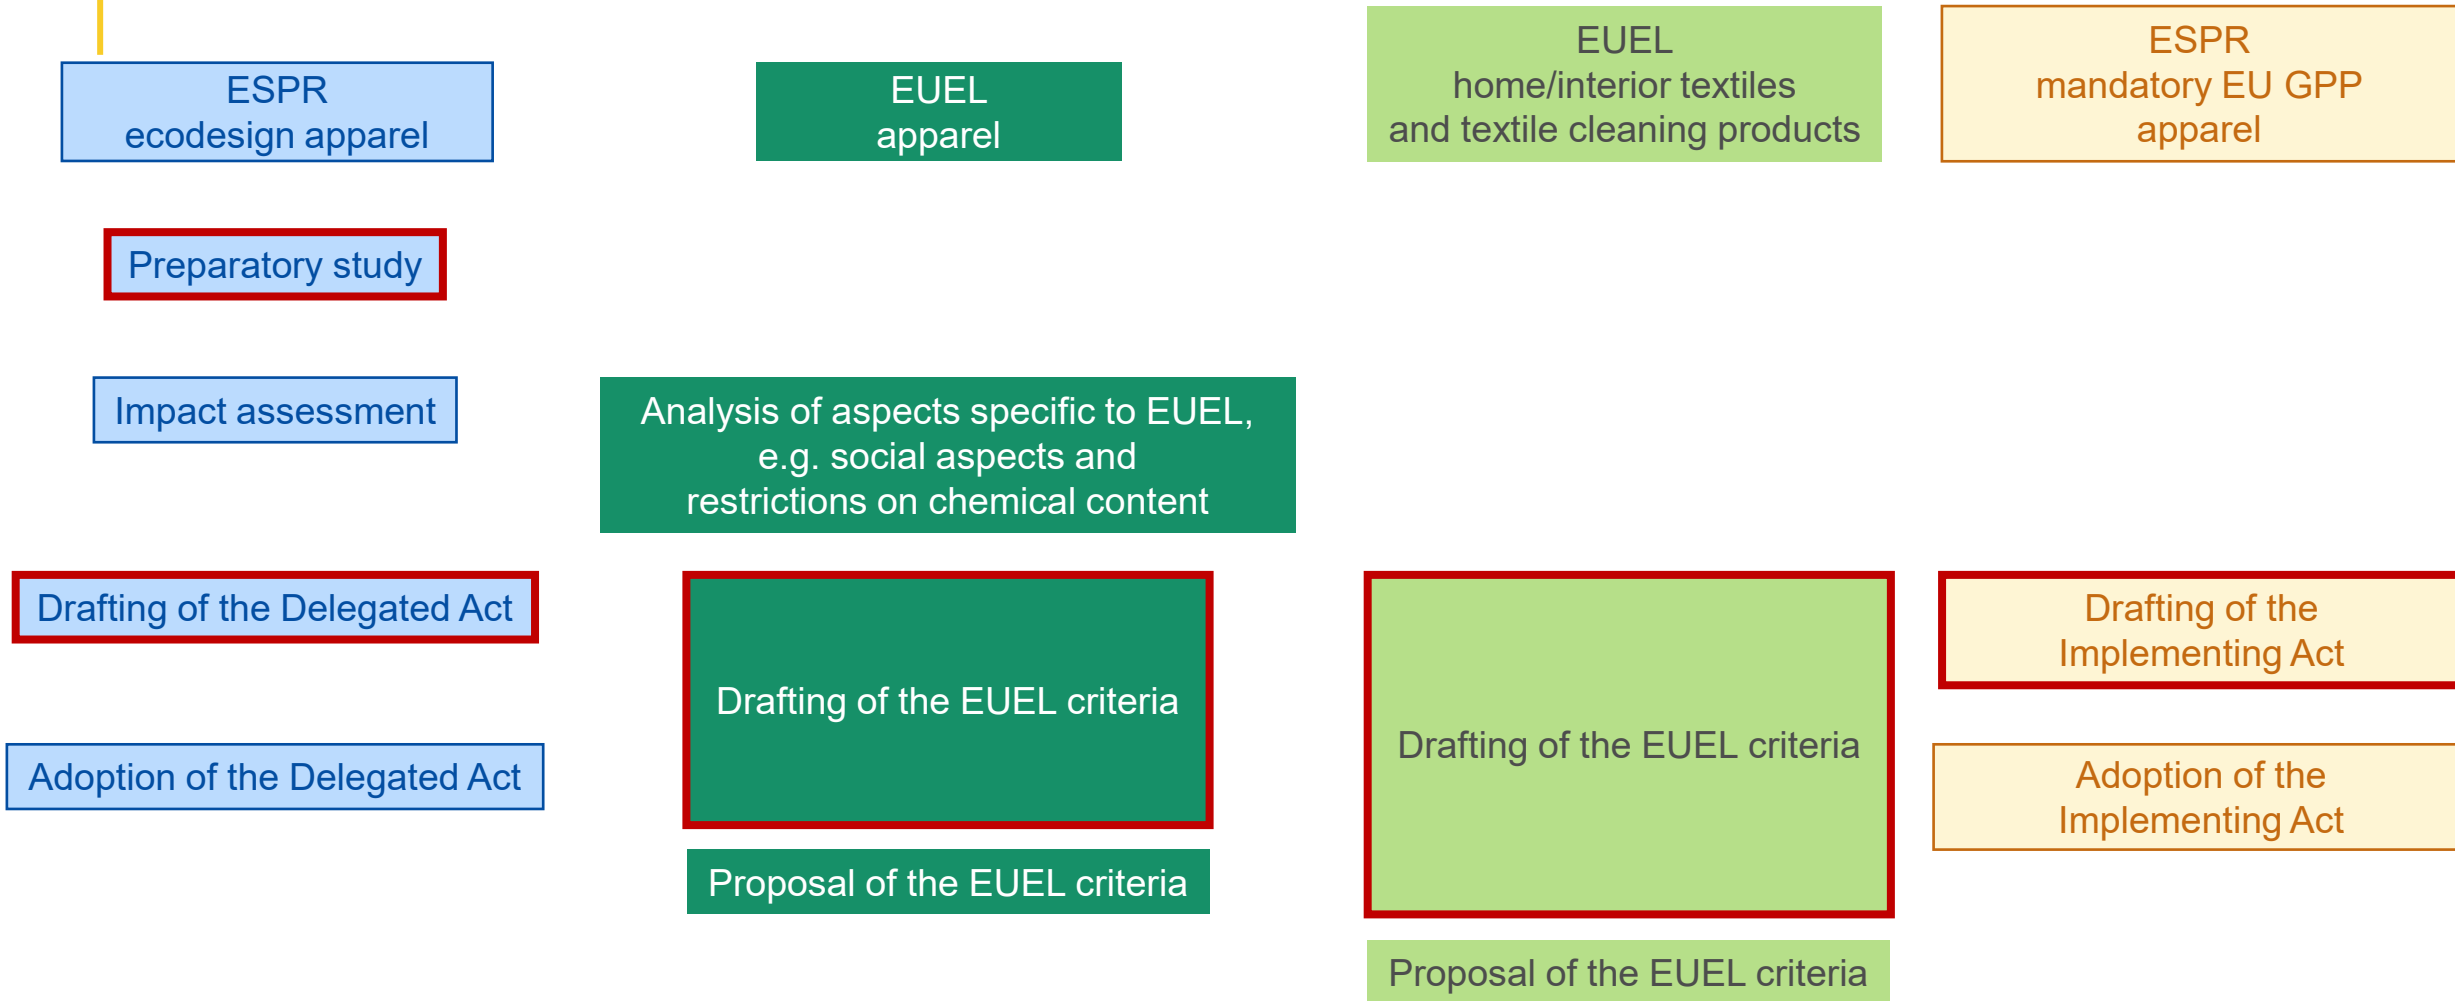 ESPR
ecodesign apparel
EUEL
apparel
EUEL
home/interior textiles
and textile cleaning products
ESPR
mandatory EU GPP
apparel
Preparatory study
Impact assessment
Analysis of aspects specific to EUEL,
e.g. social aspects and
restrictions on chemical content
Drafting of the Delegated Act
Drafting of the EUEL criteria
Drafting of the EUEL criteria
Drafting of the
Implementing Act
Adoption of the Delegated Act
Adoption of the
Implementing Act
Proposal of the EUEL criteria
Proposal of the EUEL criteria